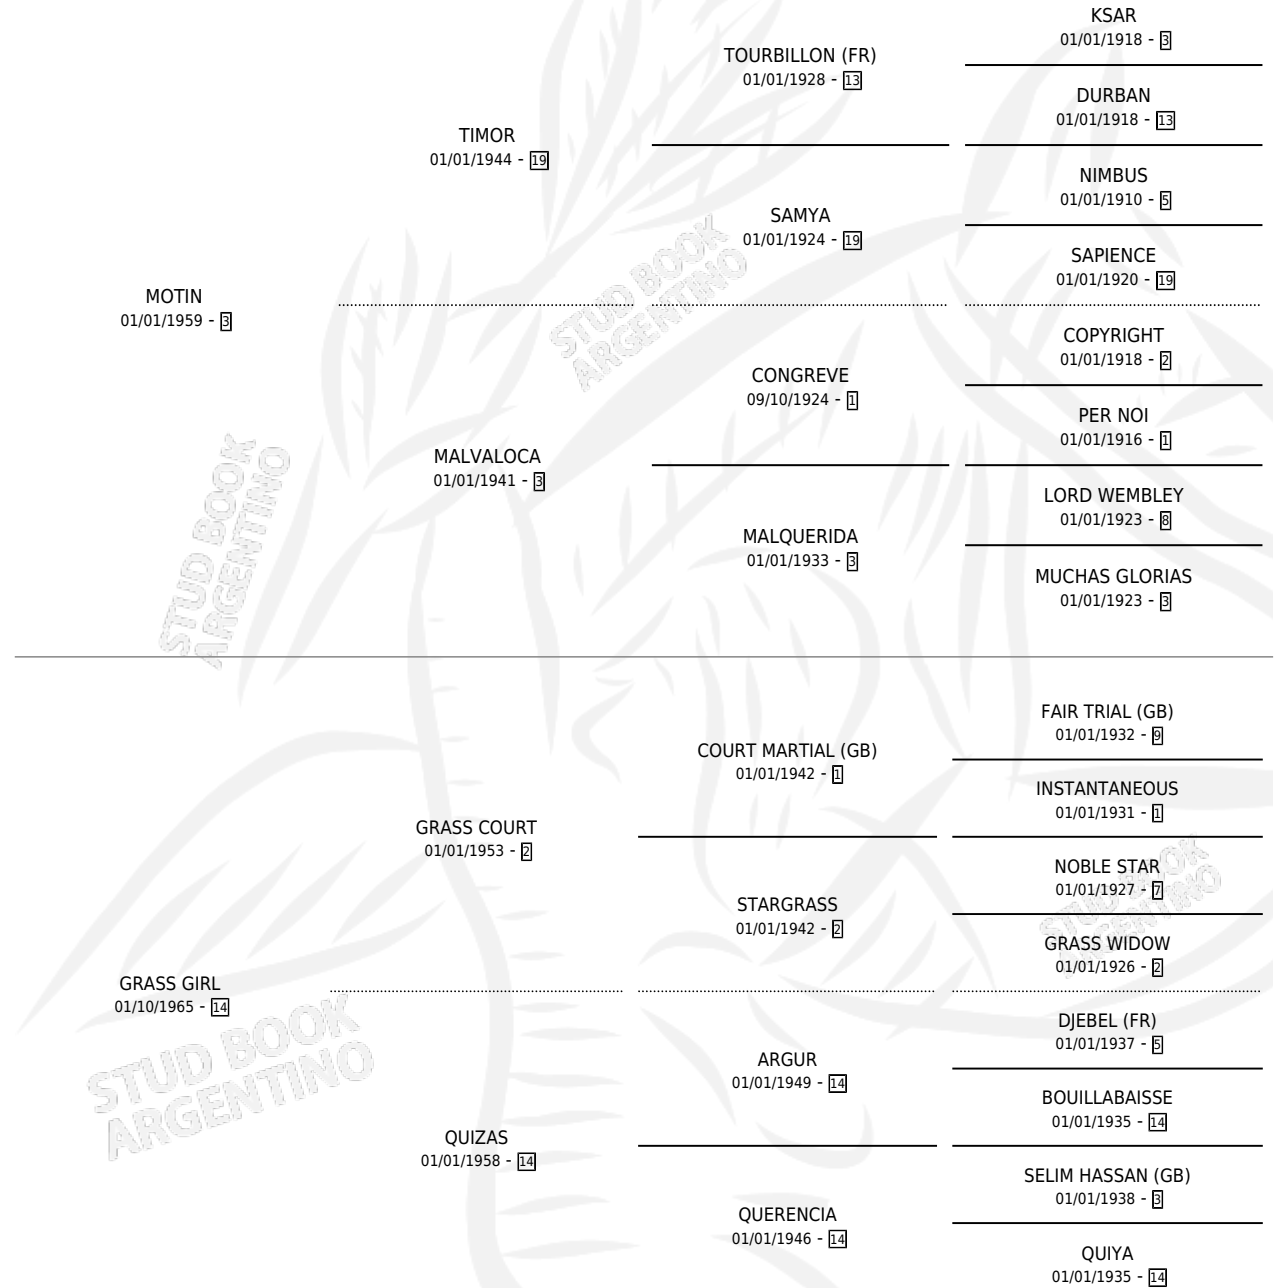 KSAR
01/01/1918 - 3
TOURBILLON (FR)
01/01/1928 - 13
DURBAN
01/01/1918 - 13
TIMOR
01/01/1944 - 19
NIMBUS
01/01/1910 - 5
SAMYA
01/01/1924 - 19
SAPIENCE
01/01/1920 - 19
MOTIN
01/01/1959 - 3
STUD BOOK
ARGENTINO
COPYRIGHT
01/01/1918 - 2
CONGREVE
09/10/1924 - 1
PER NOI
01/01/1916 - 1
MALVALOCA
01/01/1941 - 3
LORD WEMBLEY
01/01/1923 - 8
MALQUERIDA
01/01/1933 - 3
MUCHAS GLORIAS
01/01/1923 - 3
STUD BOOK
ARGENTINO
FAIR TRIAL (GB)
01/01/1932 - 9
COURT MARTIAL (GB)
01/01/1942 - 1
INSTANTANEOUS
01/01/1931 - 1
GRASS COURT
01/01/1953 - 2
NOBLE STAR
01/01/1927 - 7
STARGRASS
01/01/1942 - 2
GRASS WIDOW
01/01/1926 - 2
STUD BOOK
ARGENTINO
GRASS GIRL
01/10/1965 - 14
DJEBEL (FR)
01/01/1937 - 5
ARGUR
01/01/1949 - 14
BOUILLABAISSE
01/01/1935 - 14
STUD BOOK
ARGENTINO
QUIZAS
01/01/1958 - 14
SELIM HASSAN (GB)
01/01/1938 - 3
QUERENCIA
01/01/1946 - 14
QUIYA
01/01/1935 - 14